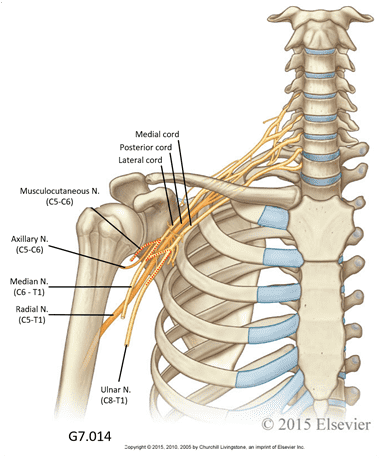 Medial cord
Posterior cord
Lateral cord
Musculocutaneous N.
(C5-C6)
Axillary N.
(C5-C6)
Median N.
(C6 - T1)
Radial N.
(C5-T1)
Ulnar N.
(C8-T1)
© 2015 Elsevier
G7.014
Copyright © 2015, 2010, 2005 by Churchill Livingstone, an imprint of Elsevier Inc.